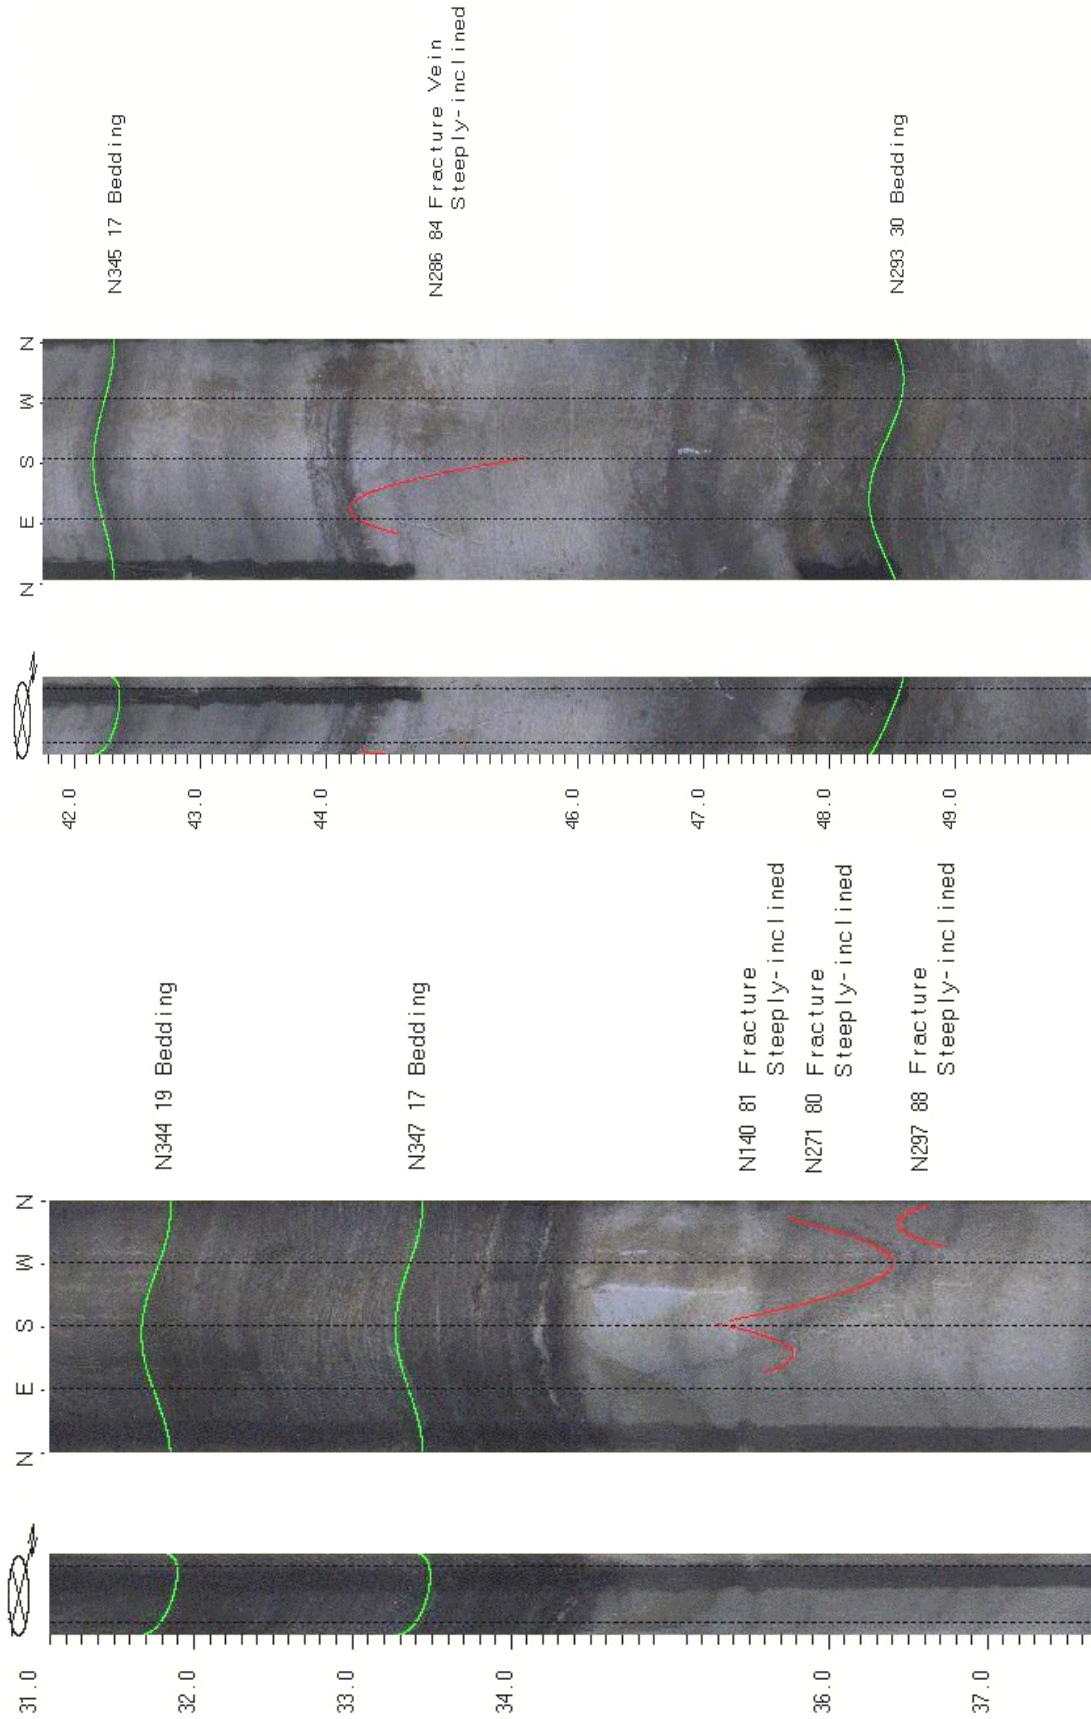 N E S W N
42.0
43.0
44.0
46.0
47.0
48.0
49.0
N345 17 Bedding
N286 84 Fracture Vein
Steeply-inclined
N293 30 Bedding
N E S W N
31.0
32.0
33.0
34.0
36.0
37.0
N344 19 Bedding
N347 17 Bedding
N140 81 Fracture
Steeply-inclined
N271 80 Fracture
Steeply-inclined
N297 88 Fracture
Steeply-inclined